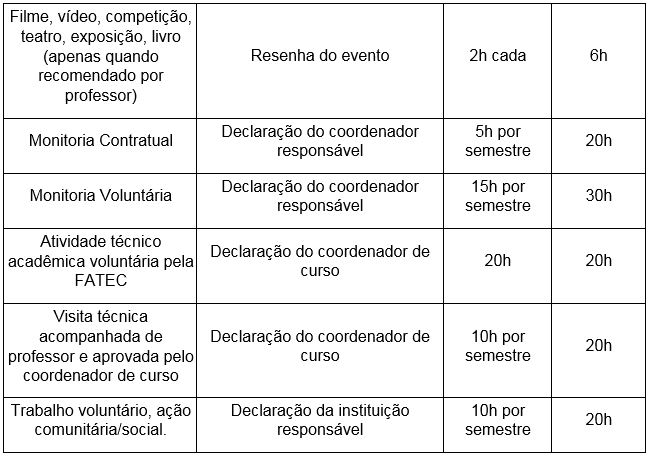 Filme, vídeo, competição,
teatro, exposição, livro
(apenas quando
recomendado por
professor)
Resenha do evento
2h cada
6h
Monitoria Contratual
Declaração do coordenador
responsável
5h por
semestre
20h
Monitoria Voluntária
Declaração do coordenador
responsável
15h por
semestre
30h
Atividade técnico
acadêmica voluntária pela
FATEC
Declaração do coordenador de
curso
20h
20h
Visita técnica
acompanhada de
professor e aprovada pelo
coordenador de curso
Declaração do coordenador de
curso
10h por
semestre
20h
Trabalho voluntário, ação
comunitária/social.
Declaração da instituição
responsável
10h por
semestre
20h